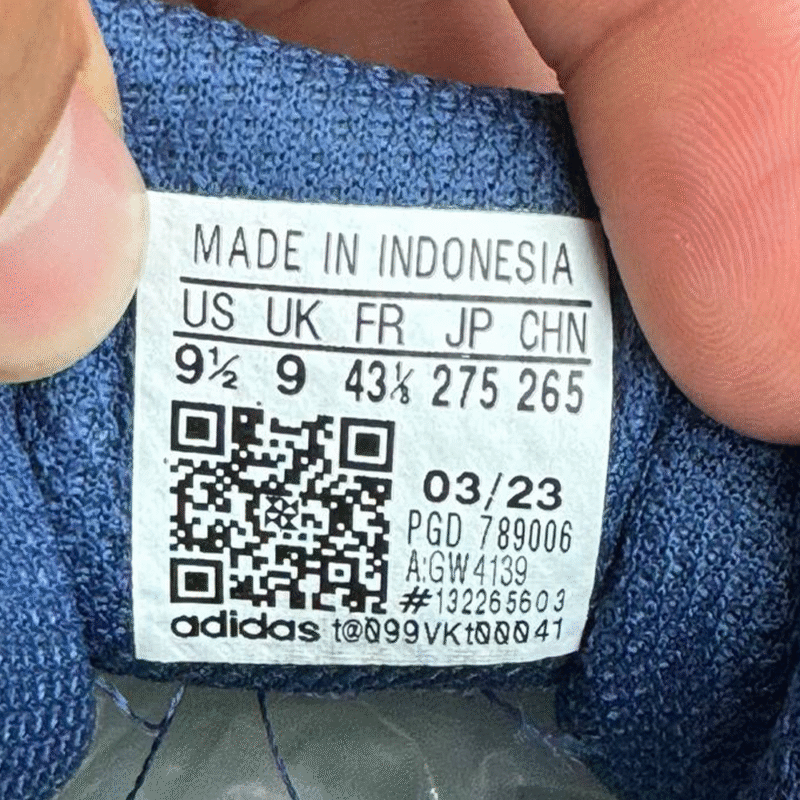 MADE IN INDONESIA
US UK FR JP CHN
9½ 9 43⅓ 275 265
03/23
PGD 789006
A:GW4139
#132265603
adidas t@099VKt00041